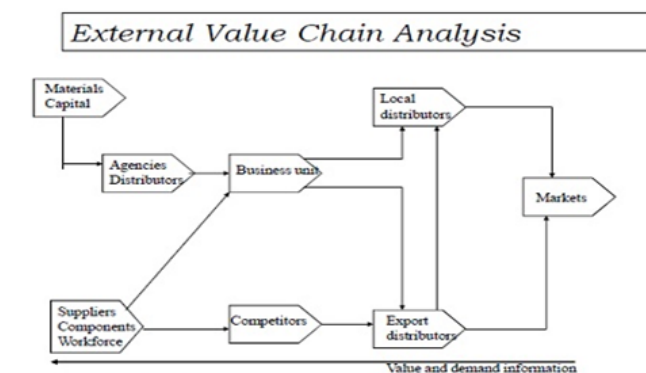 External Value Chain Analysis
Materials
Capital
Local
distributors
Agencies
Distributors
Business unit
Markets
Suppliers
Components
Workforce
Competitors
Export
distributors
Value and demand information